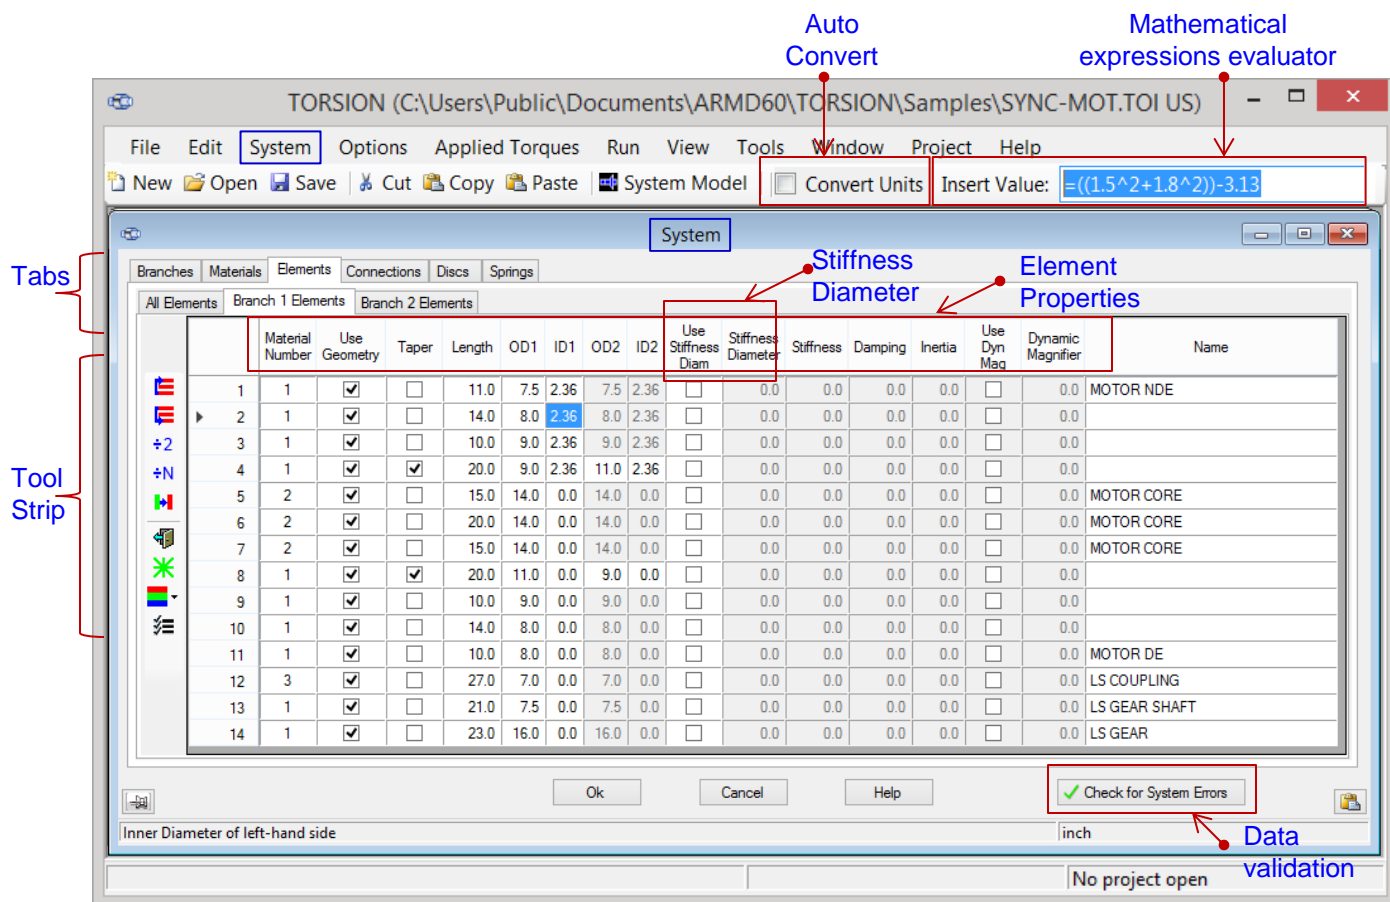 Auto
Convert
Mathematical
expressions evaluator
TORSION (C:\Users\Public\Documents\ARMD60\TORSION\Samples\SYNC-MOT.TOI US)
File Edit System Options Applied Torques Run View Tools Window Project Help
New Open Save Cut Copy Paste System Model Convert Units Insert Value: =((1.5^2+1.8^2))-3.13
System
Tabs
Branches Materials Elements Connections Discs Springs
Stiffness
Diameter
Element
Properties
All Elements Branch 1 Elements Branch 2 Elements
Material Number Use Geometry Taper Length OD1 ID1 OD2 ID2 Use Stiffness Diam Stiffness Diameter Stiffness Damping Inertia Use Dyn Mag Dynamic Magnifier Name
1 1 11.0 7.5 2.36 7.5 2.36 0.0 0.0 0.0 0.0 0.0 MOTOR NDE
2 1 14.0 8.0 2.36 8.0 2.36 0.0 0.0 0.0 0.0 0.0
3 1 10.0 9.0 2.36 9.0 2.36 0.0 0.0 0.0 0.0 0.0
4 1 20.0 9.0 2.36 11.0 2.36 0.0 0.0 0.0 0.0 0.0
5 2 15.0 14.0 0.0 14.0 0.0 0.0 0.0 0.0 0.0 0.0 MOTOR CORE
6 2 20.0 14.0 0.0 14.0 0.0 0.0 0.0 0.0 0.0 0.0 MOTOR CORE
7 2 15.0 14.0 0.0 14.0 0.0 0.0 0.0 0.0 0.0 0.0 MOTOR CORE
8 1 20.0 11.0 0.0 9.0 0.0 0.0 0.0 0.0 0.0 0.0
9 1 10.0 9.0 0.0 9.0 0.0 0.0 0.0 0.0 0.0 0.0
10 1 14.0 8.0 0.0 8.0 0.0 0.0 0.0 0.0 0.0 0.0
11 1 10.0 8.0 0.0 8.0 0.0 0.0 0.0 0.0 0.0 0.0 MOTOR DE
12 3 27.0 7.0 0.0 7.0 0.0 0.0 0.0 0.0 0.0 0.0 LS COUPLING
13 1 21.0 7.5 0.0 7.5 0.0 0.0 0.0 0.0 0.0 0.0 LS GEAR SHAFT
14 1 23.0 16.0 0.0 16.0 0.0 0.0 0.0 0.0 0.0 0.0 LS GEAR
÷2
÷N
Tool
Strip
Ok Cancel Help Check for System Errors
Inner Diameter of left-hand side inch
Data
validation
No project open